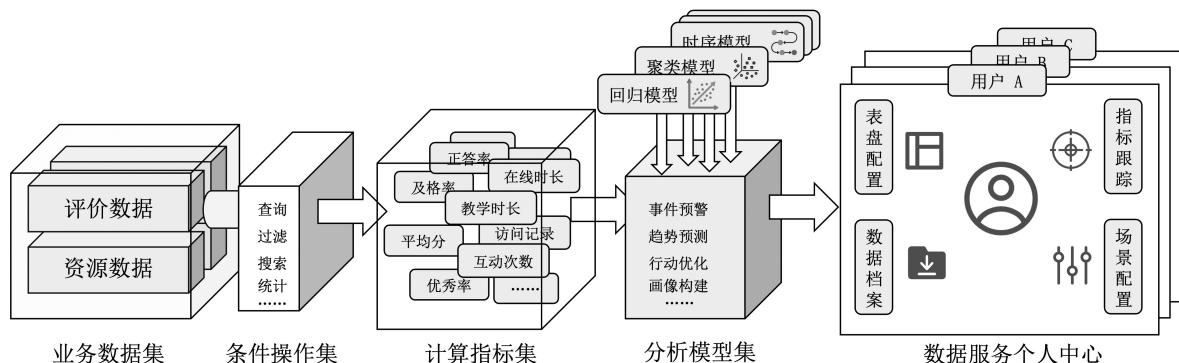 评价数据
资源数据
业务数据集
查询
过滤
搜索
统计
……
条件操作集
正答率
在线时长
及格率
教学时长
平均分
访问记录
互动次数
优秀率
……
计算指标集
时序模型
聚类模型
回归模型
事件预警
趋势预测
行动优化
画像构建
……
分析模型集
用户 C
用户 B
用户 A
表盘配置
指标跟踪
数据档案
场景配置
数据服务个人中心